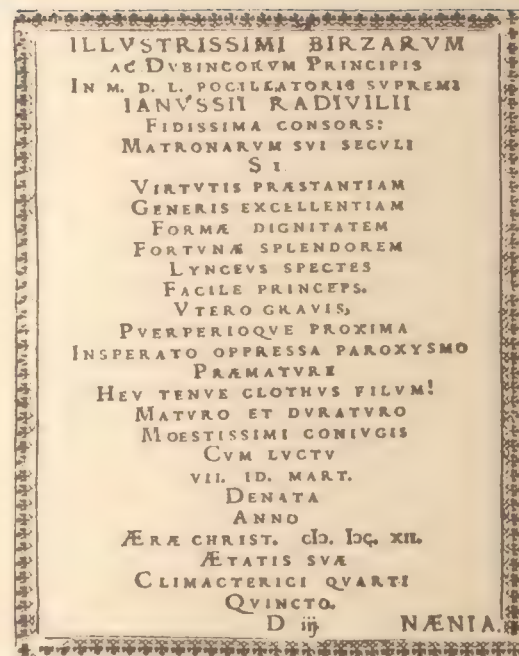 ILLVSTRISSIMI BIRZARVM
AC DVBINCORVM PRINCIPIS
IN M. D. L. POCILLATORIS SVPREMI
IANVSSII RADIVILII
FIDISSIMA CONSORS:
MATRONARVM SVI SECVLI
SI
VIRTVTIS PRÆSTANTIAM
GENERIS EXCELLENTIAM
FORMÆ DIGNITATEM
FORTVNÆ SPLENDOREM
LYNCEVS SPECTES
FACILE PRINCEPS.
VTERO GRAVIS,
PVERPERIOQVE PROXIMA
INSPERATO OPPRESSA PAROXYSMO
PRÆMATVRE
HEV TENVE CLOTHVS FILVM!
MATVRO ET DVRATVRO
MOESTISSIMI CONIVGIS
CVM LVCTV
VII. ID. MART.
DENATA
ANNO
ÆRÆ CHRIST. cIɔ. Iɔç. XII.
ÆTATIS SVÆ
CLIMACTERICI QVARTI
QVINCTO.
D iij NÆNIA.